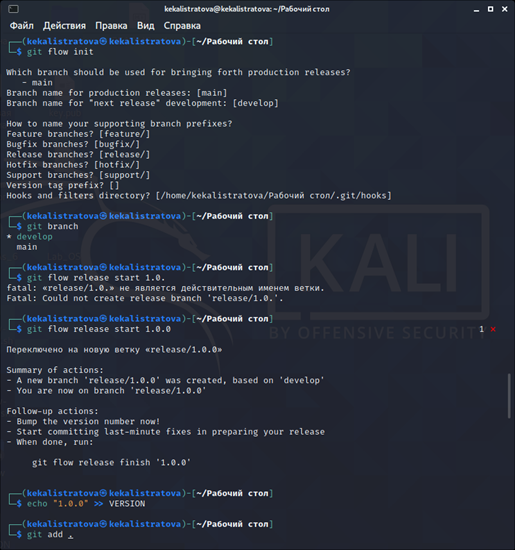 kekalistratova@kekalistratova: ~/Рабочий стол
Файл Действия Правка Вид Справка
┌──(kekalistratova㉿kekalistratova)-[~/Рабочий стол]
└─$ git flow init
Which branch should be used for bringing forth production releases?
- main
Branch name for production releases: [main]
Branch name for "next release" development: [develop]
How to name your supporting branch prefixes?
Feature branches? [feature/]
Bugfix branches? [bugfix/]
Release branches? [release/]
Hotfix branches? [hotfix/]
Support branches? [support/]
Version tag prefix? []
Hooks and filters directory? [/home/kekalistratova/Рабочий стол/.git/hooks]
┌──(kekalistratova㉿kekalistratova)-[~/Рабочий стол]
└─$ git branch
* develop
main
┌──(kekalistratova㉿kekalistratova)-[~/Рабочий стол]
└─$ git flow release start 1.0.
fatal: «release/1.0.» не является действительным именем ветки.
Fatal: Could not create release branch 'release/1.0.'.
┌──(kekalistratova㉿kekalistratova)-[~/Рабочий стол]
└─$ git flow release start 1.0.0 1 ×
Переключено на новую ветку «release/1.0.0»
Summary of actions:
- A new branch 'release/1.0.0' was created, based on 'develop'
- You are now on branch 'release/1.0.0'
Follow-up actions:
- Bump the version number now!
- Start committing last-minute fixes in preparing your release
- When done, run:
git flow release finish '1.0.0'
┌──(kekalistratova㉿kekalistratova)-[~/Рабочий стол]
└─$ echo "1.0.0" >> VERSION
┌──(kekalistratova㉿kekalistratova)-[~/Рабочий стол]
└─$ git add .
KALI
BY OFFENSIVE SECURITY